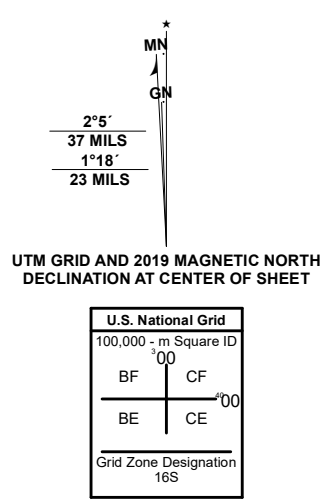 MN
GN
2°5´
37 MILS
1°18´
23 MILS
UTM GRID AND 2019 MAGNETIC NORTH
DECLINATION AT CENTER OF SHEET
U.S. National Grid
100,000 - m Square ID
³00
BF CF
⁴⁰00
BE CE
Grid Zone Designation
16S